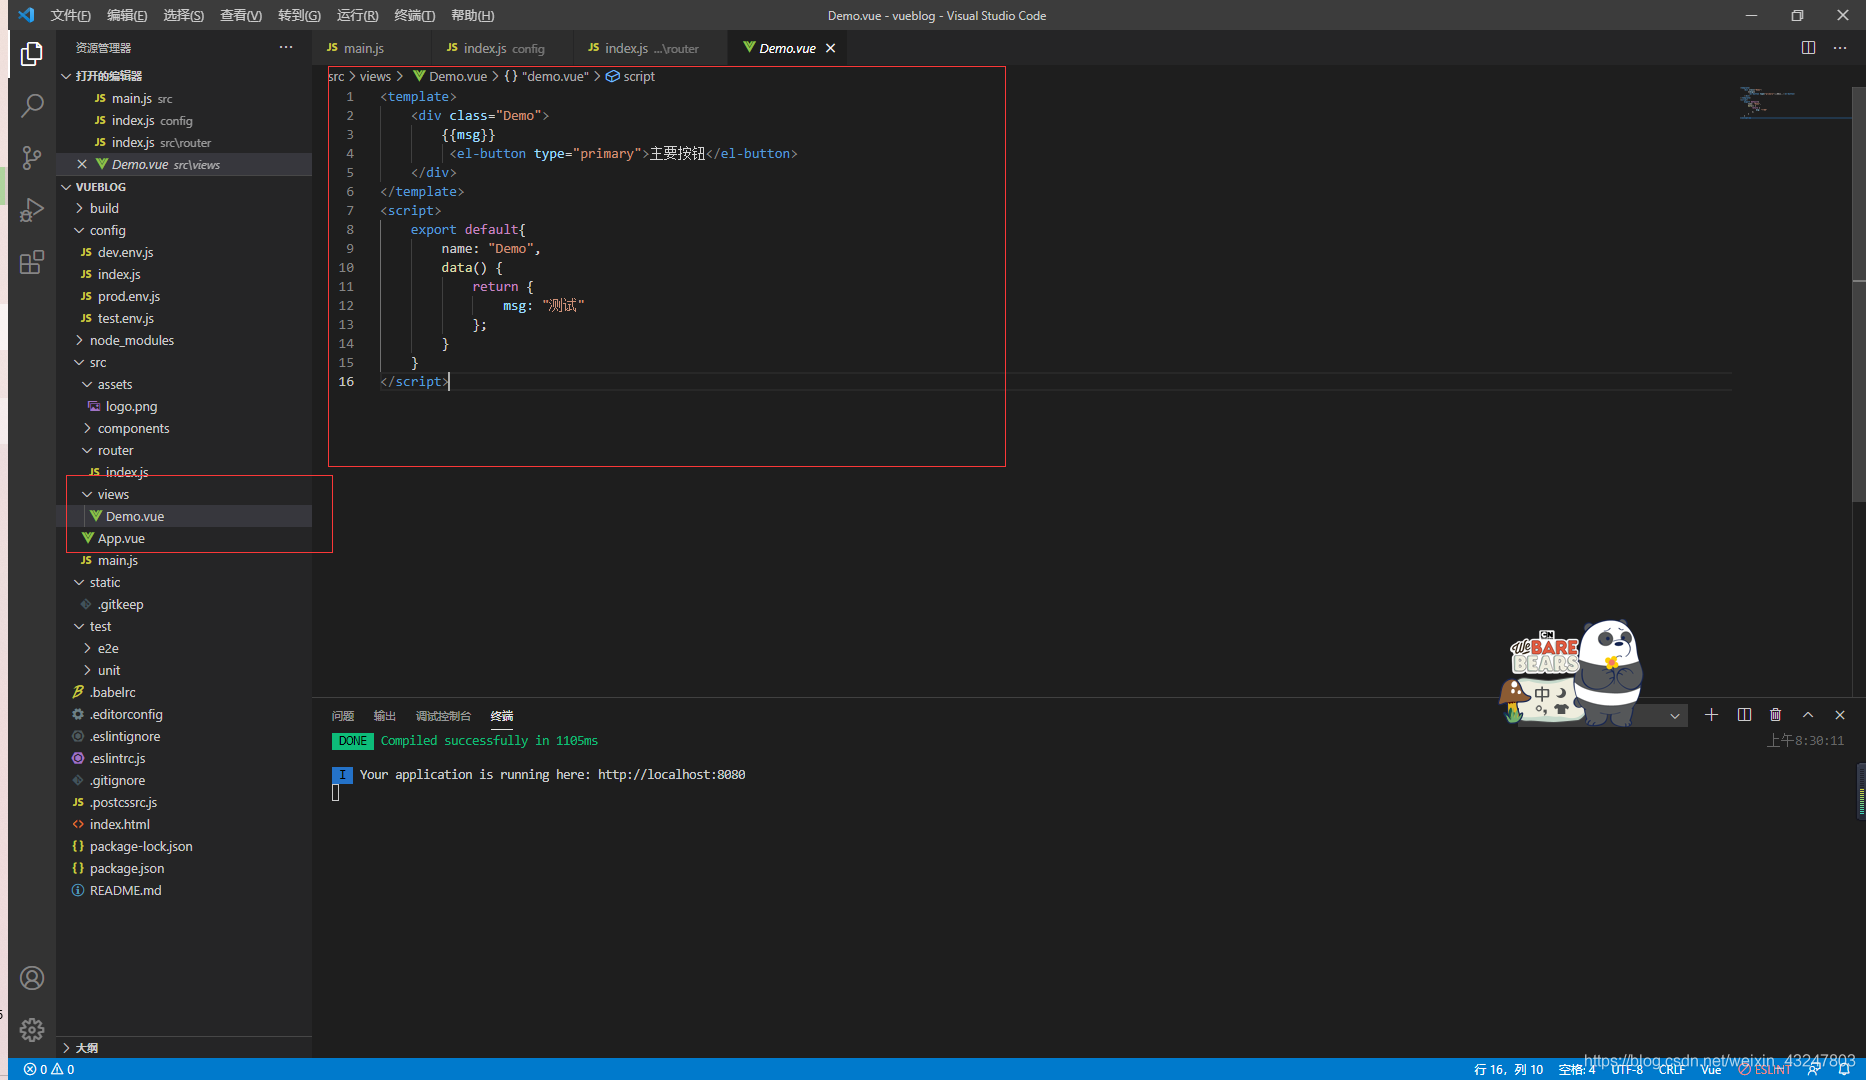 文件(F) 编辑(E) 选择(S) 查看(V) 转到(G) 运行(R) 终端(T) 帮助(H)
Demo.vue - vueblog - Visual Studio Code
资源管理器
JS main.js
JS index.js config
JS index.js ...\router
Demo.vue
打开的编辑器
JS main.js src
JS index.js config
JS index.js src\router
Demo.vue src\views
VUEBLOG
build
config
JS dev.env.js
JS index.js
JS prod.env.js
JS test.env.js
node_modules
src
assets
logo.png
components
router
JS index.js
views
Demo.vue
App.vue
JS main.js
static
.gitkeep
test
e2e
unit
.babelrc
.editorconfig
.eslintignore
.eslintrc.js
.gitignore
JS .postcssrc.js
index.html
{} package-lock.json
{} package.json
README.md
大纲
src > views > Demo.vue > {} "demo.vue" > script
1 <template>
2 <div class="Demo">
3 {{msg}}
4 <el-button type="primary">主要按钮</el-button>
5 </div>
6 </template>
7 <script>
8 export default{
9 name: "Demo",
10 data() {
11 return {
12 msg: "测试"
13 };
14 }
15 }
16 </script>
CN
We BARE BEARS
中
问题 输出 调试控制台 终端
DONE Compiled successfully in 1105ms
上午8:30:11
I Your application is running here: http://localhost:8080
0 0
行 16，列 10 空格: 4 UTF-8 CRLF Vue ESLINT
https://blog.csdn.net/weixin_43247803